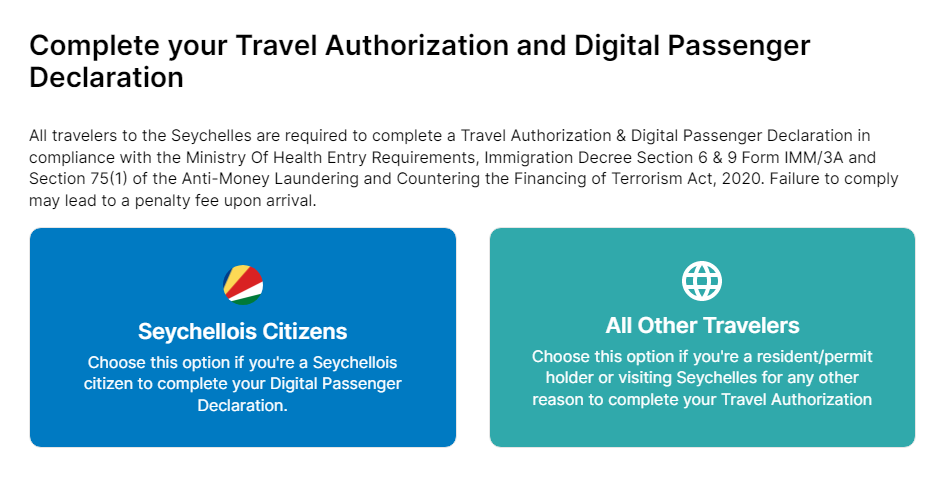 Complete your Travel Authorization and Digital Passenger
Declaration
All travelers to the Seychelles are required to complete a Travel Authorization & Digital Passenger Declaration in
compliance with the Ministry Of Health Entry Requirements, Immigration Decree Section 6 & 9 Form IMM/3A and
Section 75(1) of the Anti-Money Laundering and Countering the Financing of Terrorism Act, 2020. Failure to comply
may lead to a penalty fee upon arrival.
Seychellois Citizens
Choose this option if you're a Seychellois
citizen to complete your Digital Passenger
Declaration.
All Other Travelers
Choose this option if you're a resident/permit
holder or visiting Seychelles for any other
reason to complete your Travel Authorization